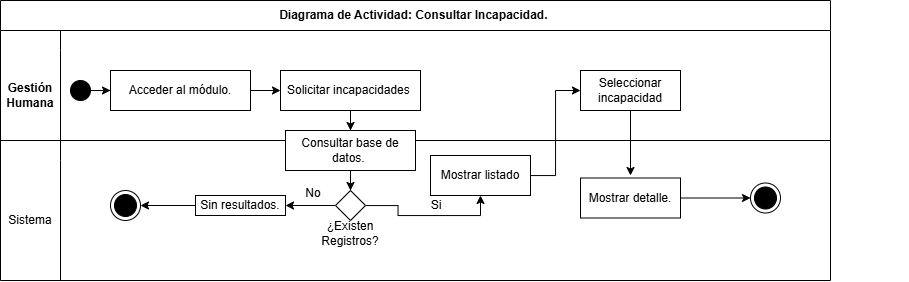 Diagrama de Actividad: Consultar Incapacidad.
Gestión
Humana
Acceder al módulo.
Solicitar incapacidades
Seleccionar
incapacidad
Consultar base de
datos.
Mostrar listado
Sistema
Sin resultados.
No
Si
¿Existen
Registros?
Mostrar detalle.